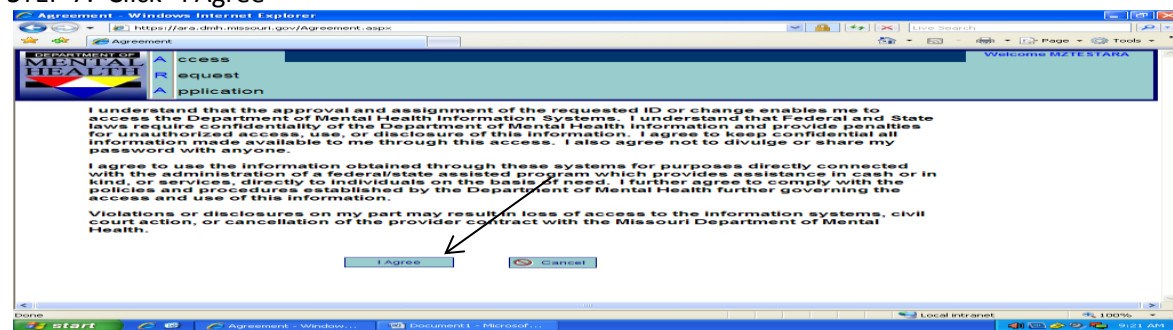 Agreement - Windows Internet Explorer
https://ara.dmh.missouri.gov/Agreement.aspx
Live Search
Agreement
Page
Tools
DEPARTMENT OF
MENTAL
HEALTH
A ccess
R equest
A pplication
Welcome MZTESTARA
I understand that the approval and assignment of the requested ID or change enables me to
access the Department of Mental Health Information Systems. I understand that Federal and State
laws require confidentiality of the Department of Mental Health information and provide penalties
for unauthorized access, use, or disclosure of this information. I agree to keep confidential all
information made available to me through this access. I also agree not to divulge or share my
password with anyone.
I agree to use the information obtained through these systems for purposes directly connected
with the administration of a federal/state assisted program which provides assistance in cash or in
kind, or services, directly to individuals on the basis of need. I further agree to comply with the
policies and procedures established by the Department of Mental Health further governing the
access and use of this information.
Violations or disclosures on my part may result in loss of access to the information systems, civil
court action, or cancellation of the provider contract with the Missouri Department of Mental
Health.
I Agree
Cancel
Done
Local intranet
100%
start
Agreement - Window...
Document1 - Microsof...
9:21 AM